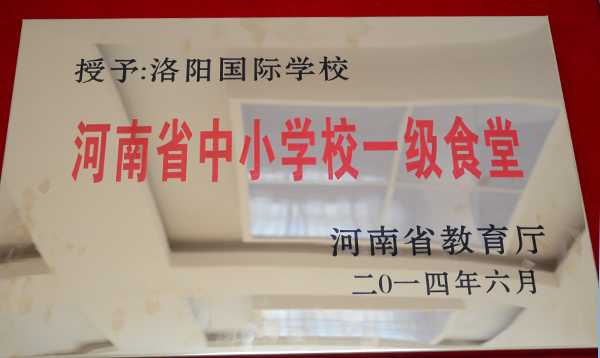 授予:洛阳国际学校
河南省中小学校一级食堂
河南省教育厅
二0一四年六月